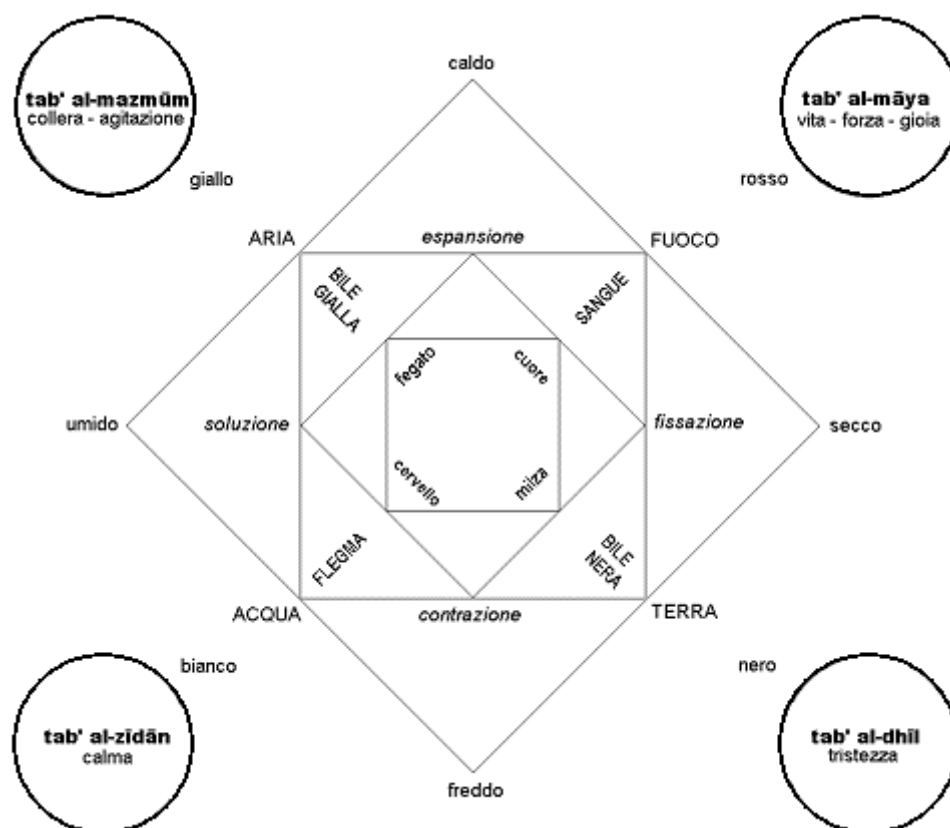 caldo
tab' al-mazmūm
collera - agitazione
tab' al-māya
vita - forza - gioia
giallo
rosso
ARIA
espansione
FUOCO
BILE
GIALLA
SANGUE
fegato
cuore
umido
soluzione
fissazione
secco
cervello
milza
FLEGMA
BILE
NERA
ACQUA
contrazione
TERRA
bianco
nero
tab' al-zīdān
calma
tab' al-dhīl
tristezza
freddo